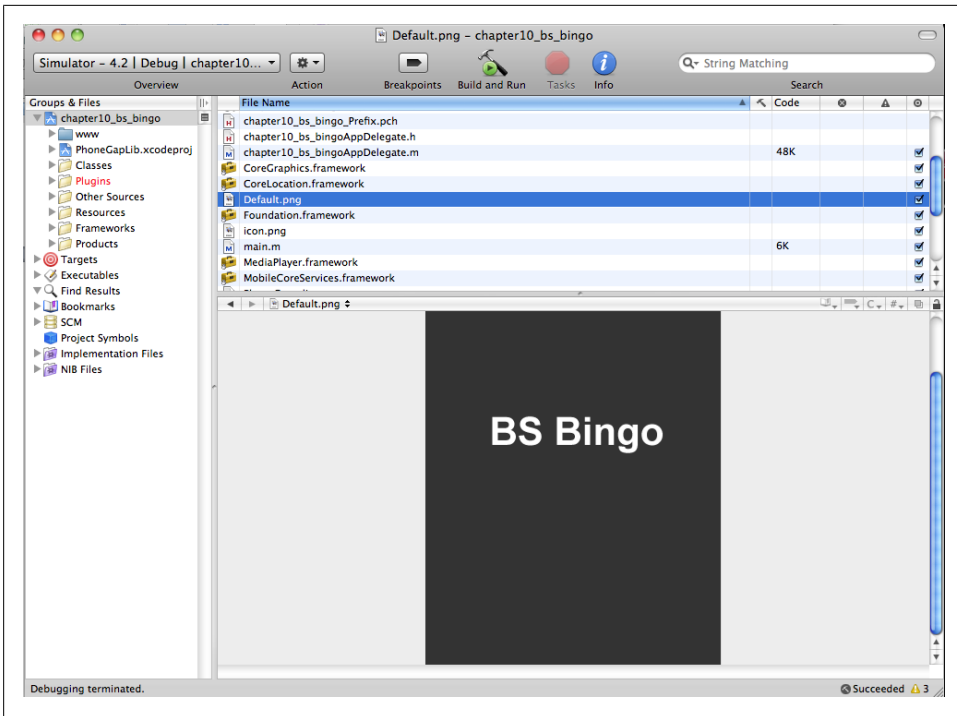 Default.png – chapter10_bs_bingo
Simulator – 4.2 | Debug | chapter10...
String Matching
Overview
Action
Breakpoints
Build and Run
Tasks
Info
Search
Groups & Files
chapter10_bs_bingo
www
PhoneGapLib.xcodeproj
Classes
Plugins
Other Sources
Resources
Frameworks
Products
Targets
Executables
Find Results
Bookmarks
SCM
Project Symbols
Implementation Files
NIB Files
File Name
Code
chapter10_bs_bingo_Prefix.pch
chapter10_bs_bingoAppDelegate.h
chapter10_bs_bingoAppDelegate.m 48K
CoreGraphics.framework
CoreLocation.framework
Default.png
Foundation.framework
icon.png
main.m 6K
MediaPlayer.framework
MobileCoreServices.framework
Default.png
C #
BS Bingo
Debugging terminated.
Succeeded 3